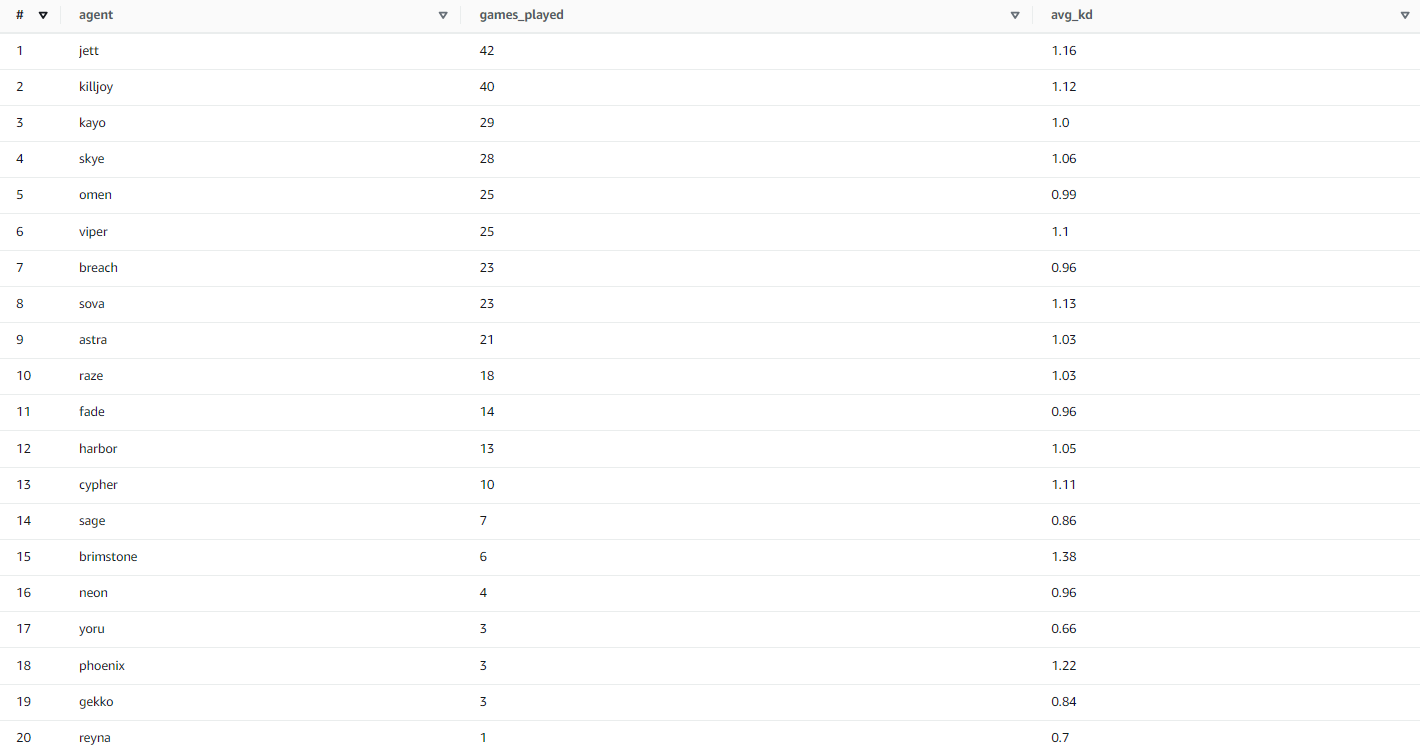 # agent games_played avg_kd
1 jett 42 1.16
2 killjoy 40 1.12
3 kayo 29 1.0
4 skye 28 1.06
5 omen 25 0.99
6 viper 25 1.1
7 breach 23 0.96
8 sova 23 1.13
9 astra 21 1.03
10 raze 18 1.03
11 fade 14 0.96
12 harbor 13 1.05
13 cypher 10 1.11
14 sage 7 0.86
15 brimstone 6 1.38
16 neon 4 0.96
17 yoru 3 0.66
18 phoenix 3 1.22
19 gekko 3 0.84
20 reyna 1 0.7